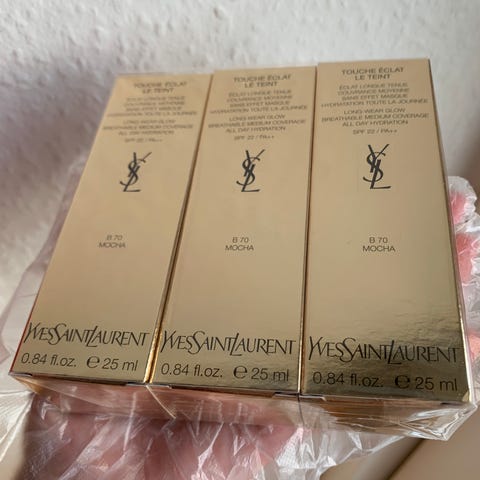 TOUCHE ÉCLAT
LE TEINT
ÉCLAT LONGUE TENUE
COUVRANCE MOYENNE
SANS EFFET MASQUE
HYDRATATION TOUTE LA JOURNÉE
LONG-WEAR GLOW
BREATHABLE MEDIUM COVERAGE
ALL DAY HYDRATION
SPF 22 / PA++
YSL
B 70
MOCHA
YVESSAINTLAURENT
0.84 fl.oz. e 25 ml
TOUCHE ÉCLAT
LE TEINT
ÉCLAT LONGUE TENUE
COUVRANCE MOYENNE
SANS EFFET MASQUE
HYDRATATION TOUTE LA JOURNÉE
LONG-WEAR GLOW
BREATHABLE MEDIUM COVERAGE
ALL DAY HYDRATION
SPF 22 / PA++
YSL
B 70
MOCHA
YVESSAINTLAURENT
0.84 fl.oz. e 25 ml
TOUCHE ÉCLAT
LE TEINT
ÉCLAT LONGUE TENUE
COUVRANCE MOYENNE
SANS EFFET MASQUE
HYDRATATION TOUTE LA JOURNÉE
LONG-WEAR GLOW
BREATHABLE MEDIUM COVERAGE
ALL DAY HYDRATION
SPF 22 / PA++
YSL
B 70
MOCHA
YVESSAINTLAURENT
0.84 fl.oz. e 25 ml